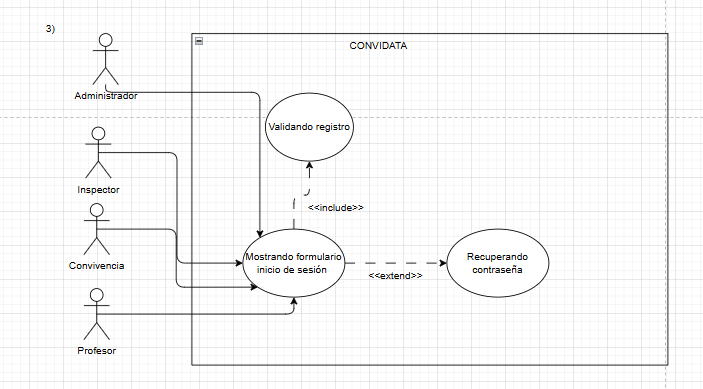 3)
CONVIDATA
Administrador
Validando registro
Inspector
<<include>>
Mostrando formulario
inicio de sesión
Recuperando
contraseña
Convivencia
<<extend>>
Profesor